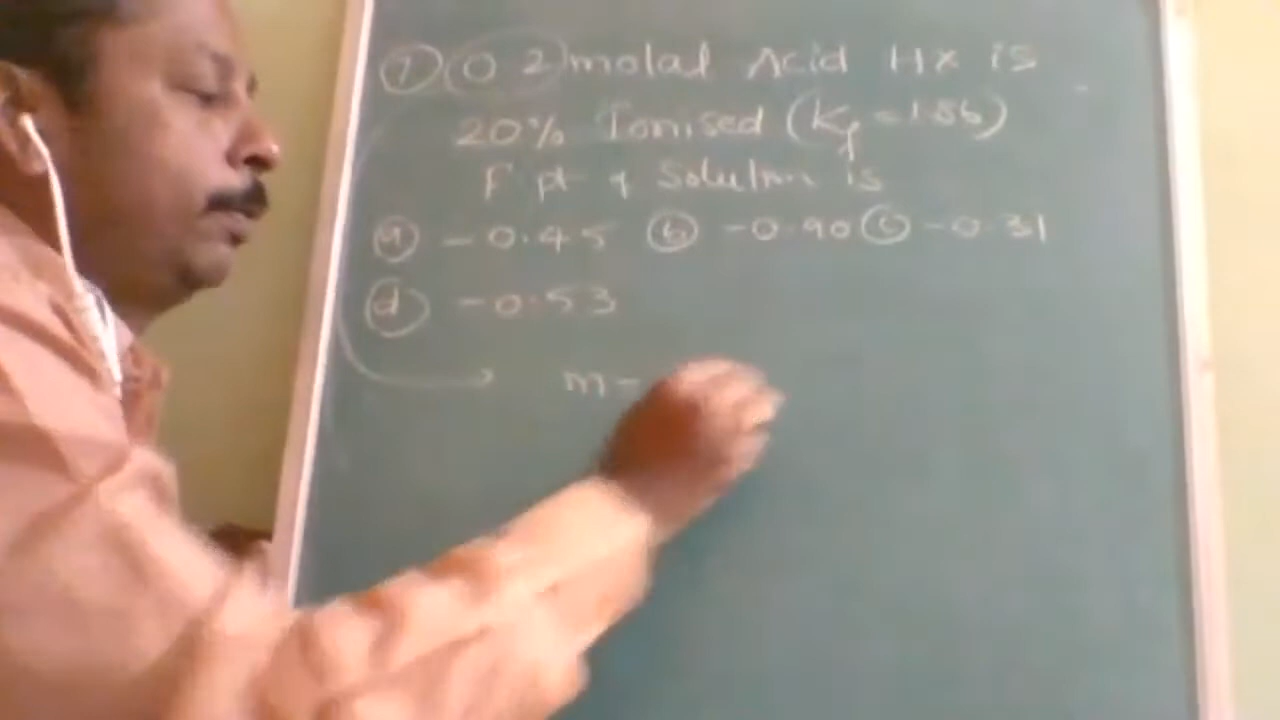 1) 0.2 molal Acid HX is
20% Ionised (Kf = 1.86)
F pt of Solution is
a) -0.45 b) -0.90 c) -0.31
d) -0.53
m -